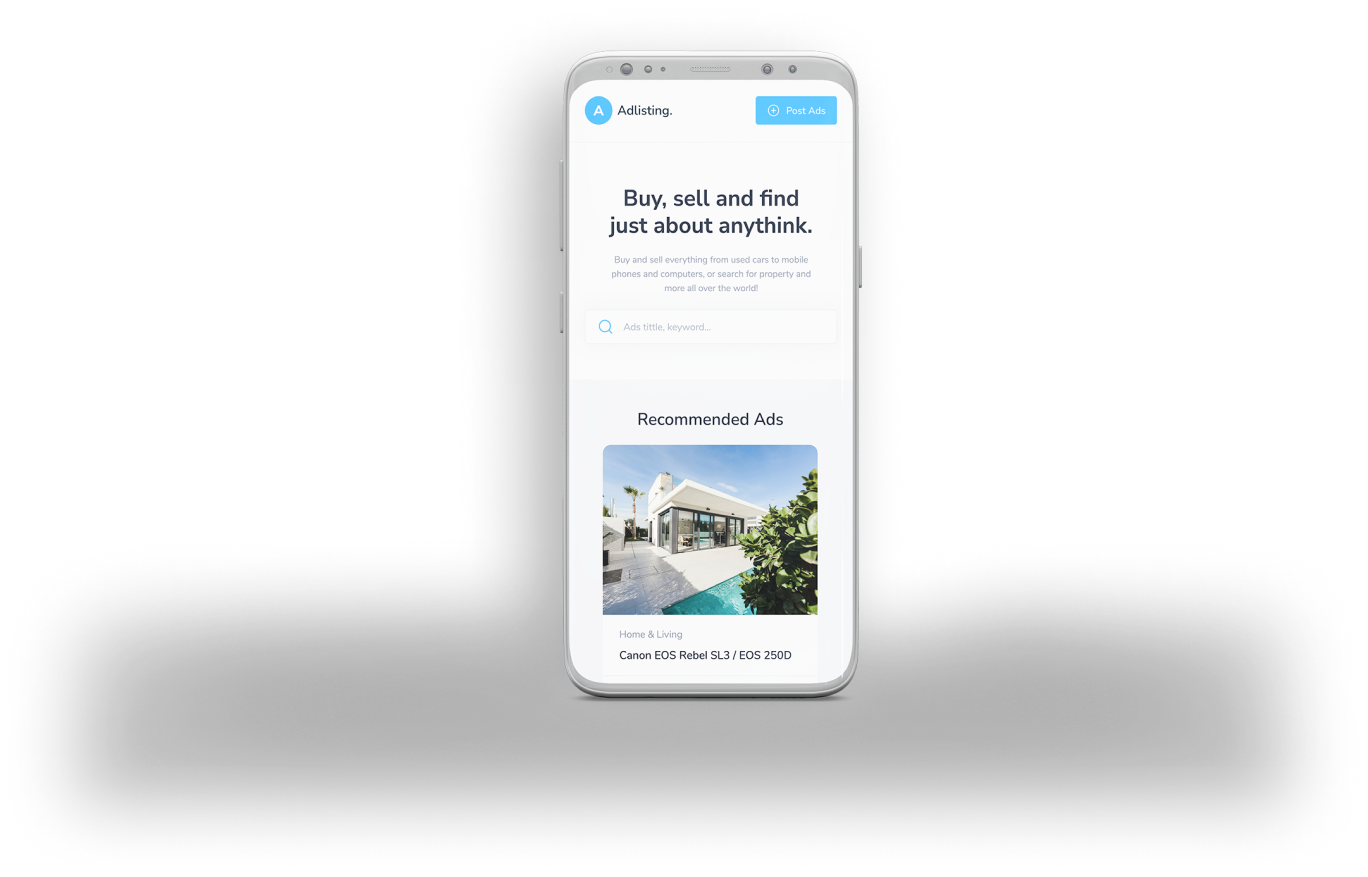 A Adlisting.
Post Ads
Buy, sell and find
just about anythink.
Buy and sell everything from used cars to mobile
phones and computers, or search for property and
more all over the world!
Ads tittle, keyword...
Recommended Ads
Home & Living
Canon EOS Rebel SL3 / EOS 250D